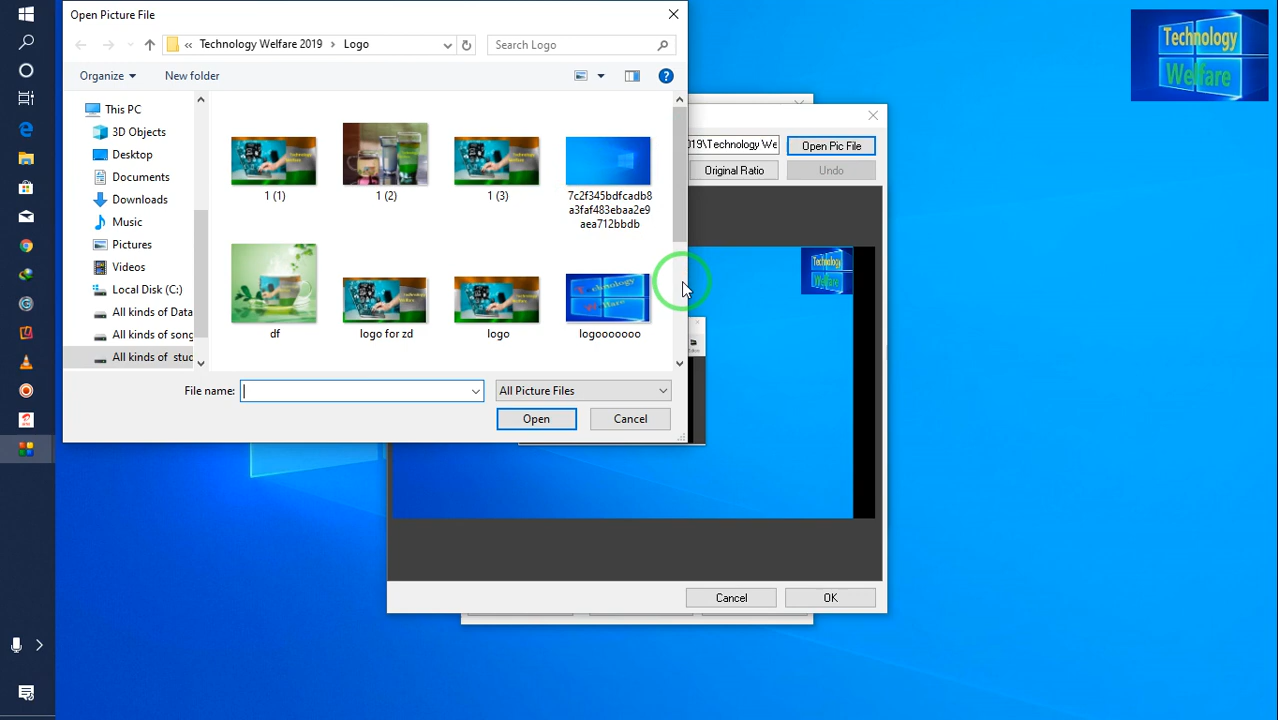 Open Picture File
«
Technology Welfare 2019 › Logo
Search Logo
Organize
New folder
This PC
3D Objects
Desktop
Documents
Downloads
Music
Pictures
Videos
Local Disk (C:)
All kinds of Data
All kinds of song
All kinds of stud
1 (1)
1 (2)
1 (3)
7c2f345bdfcadb8
a3faf483ebaa2e9
aea712bbdb
df
logo for zd
logo
logooooooo
File name:
All Picture Files
Open
Cancel
019\Technology We
Open Pic File
Original Ratio
Undo
Technology
Welfare
Cancel
OK
Technology
Welfare